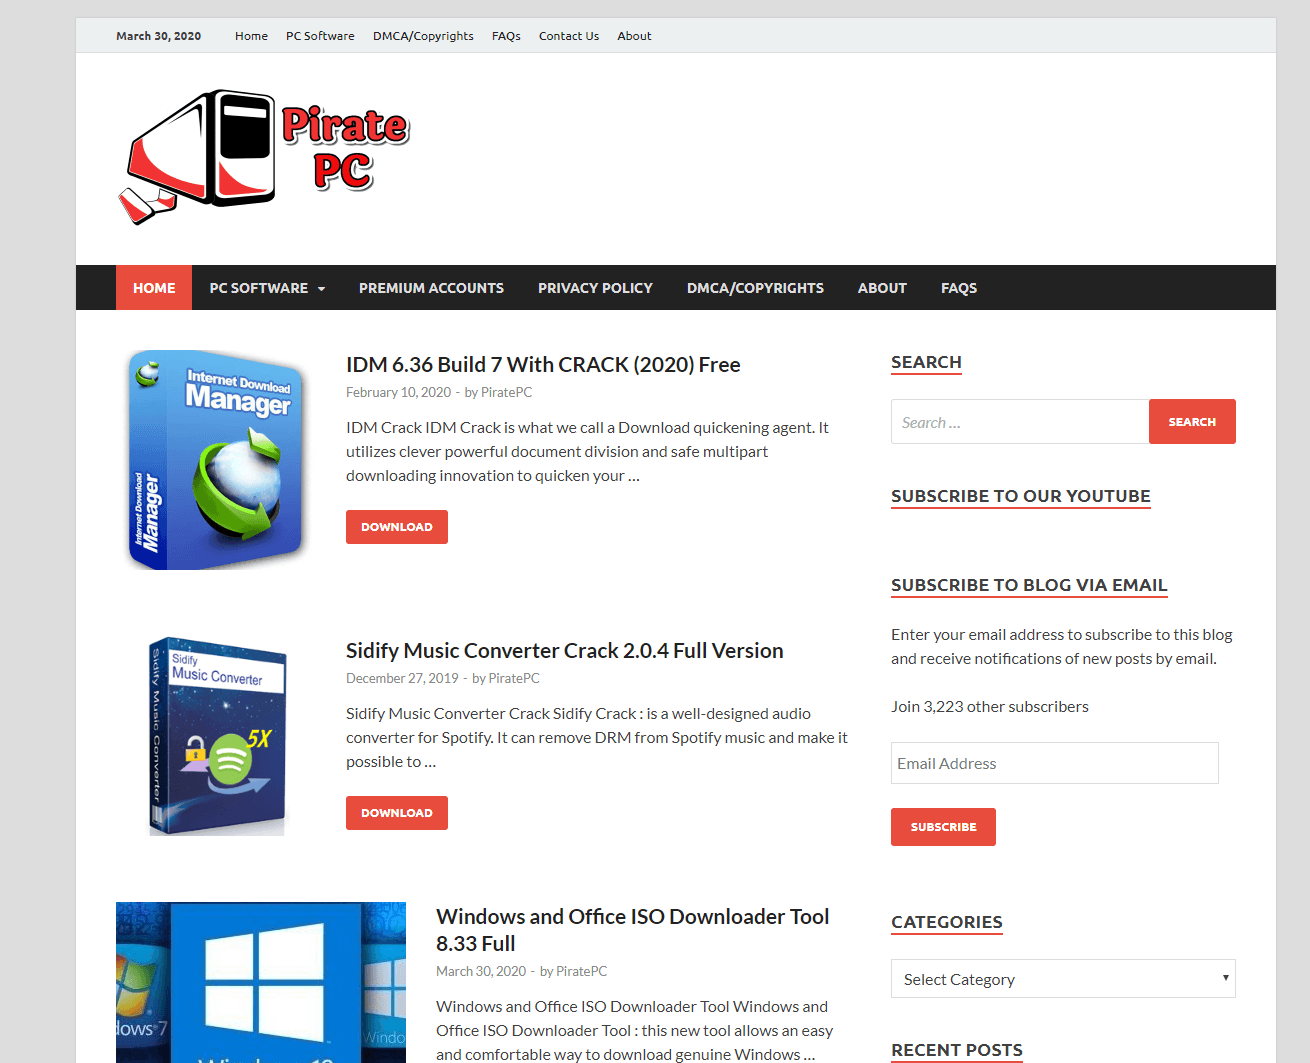 March 30, 2020 Home PC Software DMCA/Copyrights FAQs Contact Us About
Pirate
PC
HOME PC SOFTWARE PREMIUM ACCOUNTS PRIVACY POLICY DMCA/COPYRIGHTS ABOUT FAQS
Internet Download
Manager
Internet Download
Manager
IDM 6.36 Build 7 With CRACK (2020) Free
February 10, 2020 - by PiratePC
IDM Crack IDM Crack is what we call a Download quickening agent. It
utilizes clever powerful document division and safe multipart
downloading innovation to quicken your …
DOWNLOAD
Sidify
Music Converter
Sidify Music Converter
5X
Sidify Music Converter Crack 2.0.4 Full Version
December 27, 2019 - by PiratePC
Sidify Music Converter Crack Sidify Crack : is a well-designed audio
converter for Spotify. It can remove DRM from Spotify music and make it
possible to …
DOWNLOAD
dows 7
Windo
Windows and Office ISO Downloader Tool
8.33 Full
March 30, 2020 - by PiratePC
Windows and Office ISO Downloader Tool Windows and
Office ISO Downloader Tool : this new tool allows an easy
and comfortable way to download genuine Windows …
SEARCH
Search …
SEARCH
SUBSCRIBE TO OUR YOUTUBE
SUBSCRIBE TO BLOG VIA EMAIL
Enter your email address to subscribe to this blog
and receive notifications of new posts by email.
Join 3,223 other subscribers
Email Address
SUBSCRIBE
CATEGORIES
Select Category
RECENT POSTS